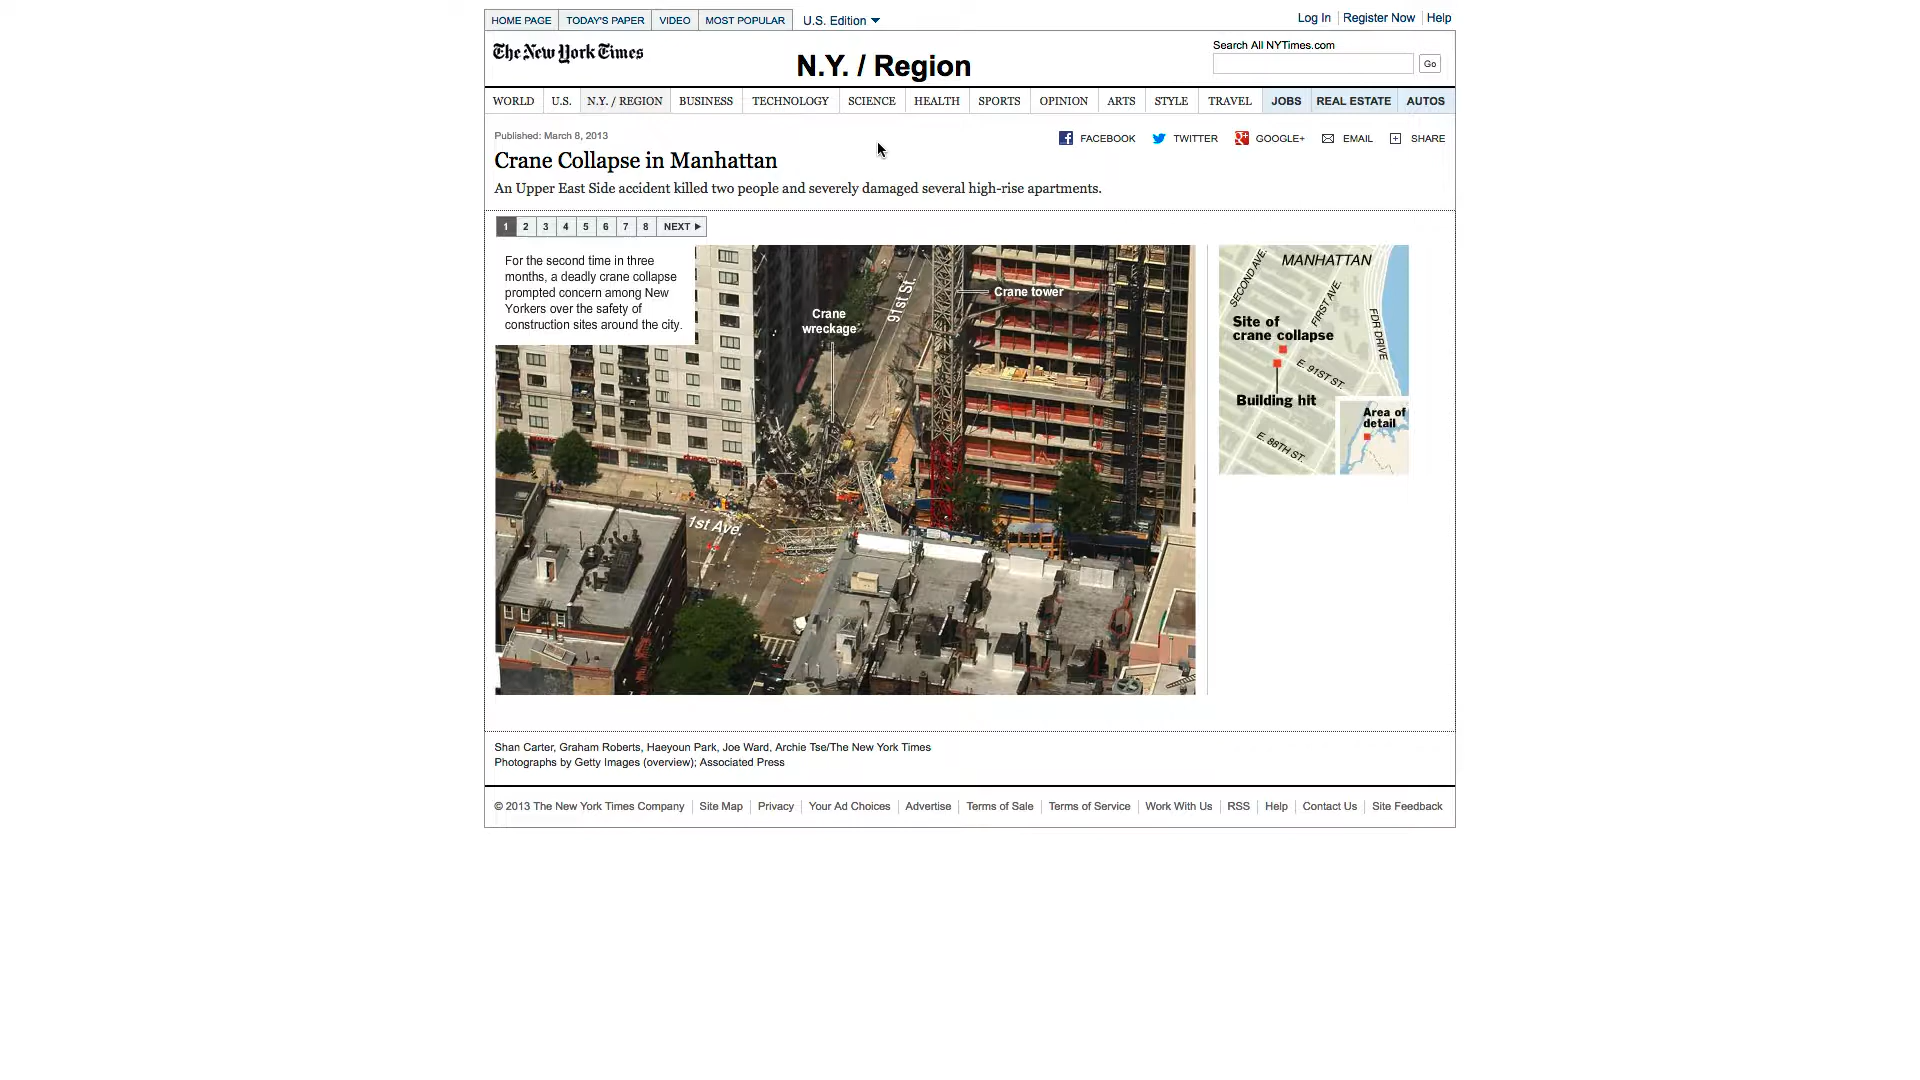 HOME PAGE TODAY'S PAPER VIDEO MOST POPULAR U.S. Edition
Log In Register Now Help
The New York Times
N.Y. / Region
Search All NYTimes.com
Go
WORLD U.S. N.Y. / REGION BUSINESS TECHNOLOGY SCIENCE HEALTH SPORTS OPINION ARTS STYLE TRAVEL JOBS REAL ESTATE AUTOS
Published: March 8, 2013
FACEBOOK TWITTER GOOGLE+ EMAIL SHARE
Crane Collapse in Manhattan
An Upper East Side accident killed two people and severely damaged several high-rise apartments.
1 2 3 4 5 6 7 8 NEXT
For the second time in three
months, a deadly crane collapse
prompted concern among New
Yorkers over the safety of
construction sites around the city.
Crane
wreckage
91st St.
Crane tower
1st Ave.
MANHATTAN
SECOND AVE.
FIRST AVE.
FDR DRIVE
Site of
crane collapse
E. 91ST ST.
Building hit
E. 88TH ST.
Area of
detail
Shan Carter, Graham Roberts, Haeyoun Park, Joe Ward, Archie Tse/The New York Times
Photographs by Getty Images (overview); Associated Press
© 2013 The New York Times Company Site Map Privacy Your Ad Choices Advertise Terms of Sale Terms of Service Work With Us RSS Help Contact Us Site Feedback